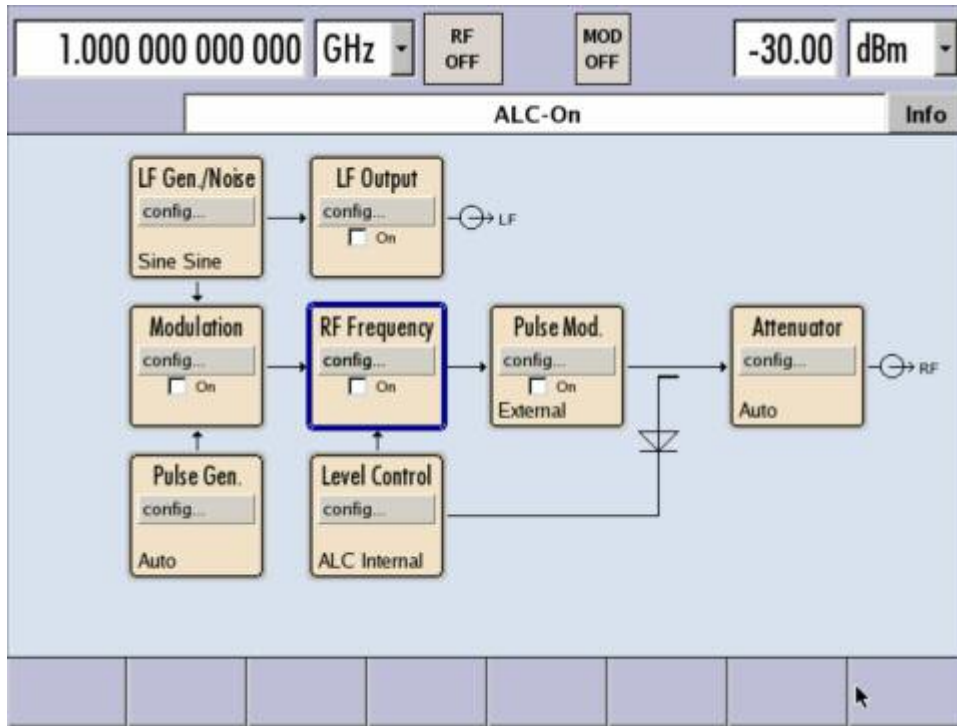 1.000 000 000 000 GHz RF OFF MOD OFF -30.00 dBm
ALC-On Info
LF Gen./Noise
config...
Sine Sine
LF Output
config...
On
LF
Modulation
config...
On
RF Frequency
config...
On
Pulse Mod.
config...
On
External
Attenuator
config...
Auto
RF
Pulse Gen.
config...
Auto
Level Control
config...
ALC Internal